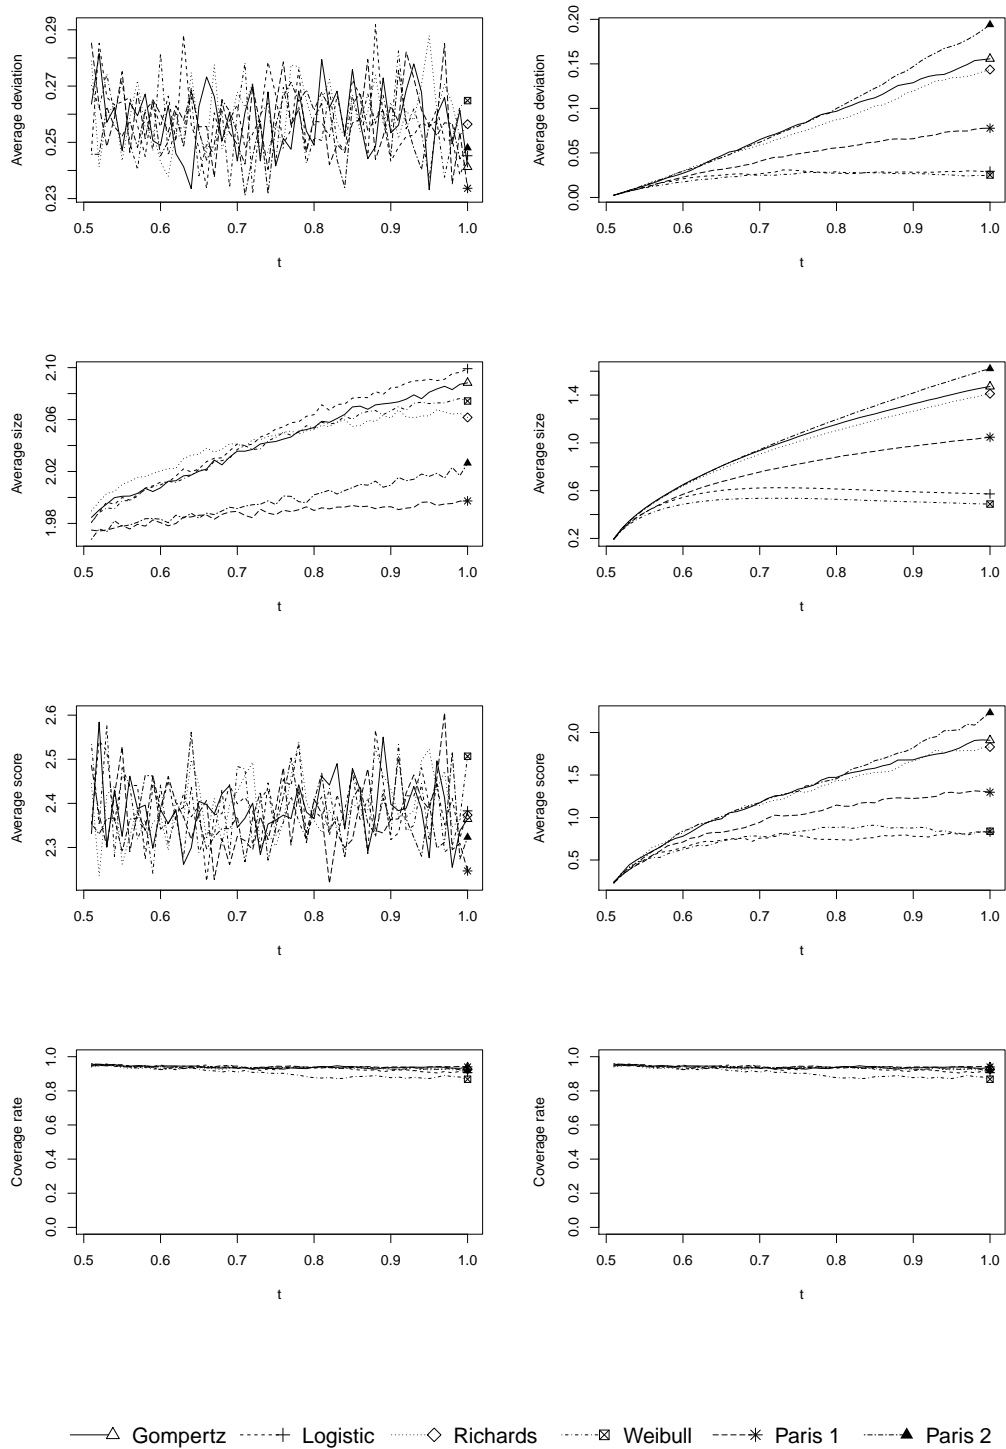 Average deviation
0.23 0.25 0.27 0.29
0.5 0.6 0.7 0.8 0.9 1.0
t
Average deviation
0.00 0.05 0.10 0.15 0.20
0.5 0.6 0.7 0.8 0.9 1.0
t
Average size
1.98 2.02 2.06 2.10
0.5 0.6 0.7 0.8 0.9 1.0
t
Average size
0.2 0.6 1.0 1.4
0.5 0.6 0.7 0.8 0.9 1.0
t
Average score
2.3 2.4 2.5 2.6
0.5 0.6 0.7 0.8 0.9 1.0
t
Average score
0.5 1.0 1.5 2.0
0.5 0.6 0.7 0.8 0.9 1.0
t
Coverage rate
0.0 0.2 0.4 0.6 0.8 1.0
0.5 0.6 0.7 0.8 0.9 1.0
t
Coverage rate
0.0 0.2 0.4 0.6 0.8 1.0
0.5 0.6 0.7 0.8 0.9 1.0
t
Gompertz Logistic Richards Weibull Paris 1 Paris 2